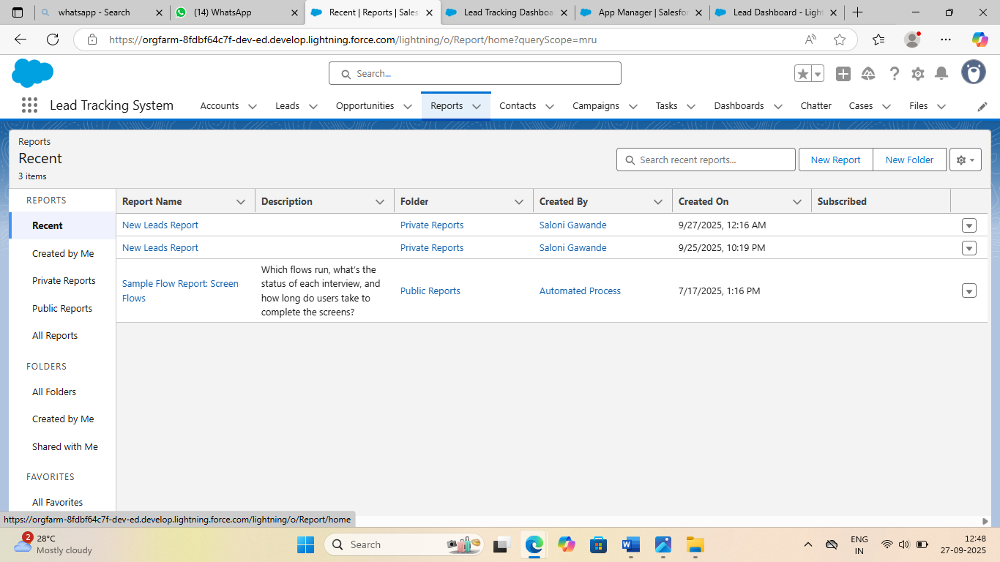 whatsapp - Search
(14) WhatsApp
Recent | Reports | Sales
Lead Tracking Dashboa
App Manager | Salesfor
Lead Dashboard - Light
https://orgfarm-8fdbf64c7f-dev-ed.develop.lightning.force.com/lightning/o/Report/home?queryScope=mru
Search...
Lead Tracking System
Accounts
Leads
Opportunities
Reports
Contacts
Campaigns
Tasks
Dashboards
Chatter
Cases
Files
Reports
Recent
3 items
Search recent reports...
New Report
New Folder
REPORTS
Recent
Created by Me
Private Reports
Public Reports
All Reports
FOLDERS
All Folders
Created by Me
Shared with Me
FAVORITES
All Favorites
Report Name Description Folder Created By Created On Subscribed
New Leads Report Private Reports Saloni Gawande 9/27/2025, 12:16 AM
New Leads Report Private Reports Saloni Gawande 9/25/2025, 10:19 PM
Sample Flow Report: Screen
Flows
Which flows run, what's the
status of each interview, and
how long do users take to
complete the screens?
Public Reports
Automated Process
7/17/2025, 1:16 PM
https://orgfarm-8fdbf64c7f-dev-ed.develop.lightning.force.com/lightning/o/Report/home
2
28°C
Mostly cloudy
Search
ENG
IN
12:48
27-09-2025